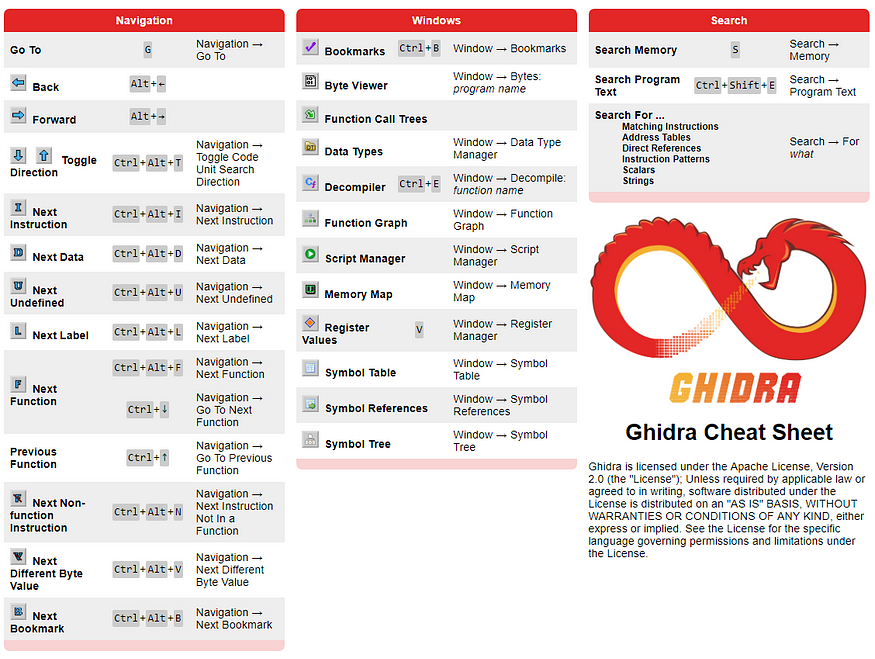 Navigation
Go To G Navigation → Go To
Back Alt+←
Forward Alt+→
Toggle Direction Ctrl+Alt+T Navigation → Toggle Code Unit Search Direction
Next Instruction Ctrl+Alt+I Navigation → Next Instruction
Next Data Ctrl+Alt+D Navigation → Next Data
Next Undefined Ctrl+Alt+U Navigation → Next Undefined
Next Label Ctrl+Alt+L Navigation → Next Label
Next Function Ctrl+Alt+F Navigation → Next Function
Ctrl+↓ Navigation → Go To Next Function
Previous Function Ctrl+↑ Navigation → Go To Previous Function
Next Non-function Instruction Ctrl+Alt+N Navigation → Next Instruction Not In a Function
Next Different Byte Value Ctrl+Alt+V Navigation → Next Different Byte Value
Next Bookmark Ctrl+Alt+B Navigation → Next Bookmark
Windows
Bookmarks Ctrl+B Window → Bookmarks
Byte Viewer Window → Bytes: program name
Function Call Trees
Data Types Window → Data Type Manager
Decompiler Ctrl+E Window → Decompile: function name
Function Graph Window → Function Graph
Script Manager Window → Script Manager
Memory Map Window → Memory Map
Register Values V Window → Register Manager
Symbol Table Window → Symbol Table
Symbol References Window → Symbol References
Symbol Tree Window → Symbol Tree
Search
Search Memory S Search → Memory
Search Program Text Ctrl+Shift+E Search → Program Text
Search For ... Search → For what
Matching Instructions
Address Tables
Direct References
Instruction Patterns
Scalars
Strings
GHIDRA
Ghidra Cheat Sheet
Ghidra is licensed under the Apache License, Version
2.0 (the "License"); Unless required by applicable law or
agreed to in writing, software distributed under the
License is distributed on an "AS IS" BASIS, WITHOUT
WARRANTIES OR CONDITIONS OF ANY KIND, either
express or implied. See the License for the specific
language governing permissions and limitations under
the License.